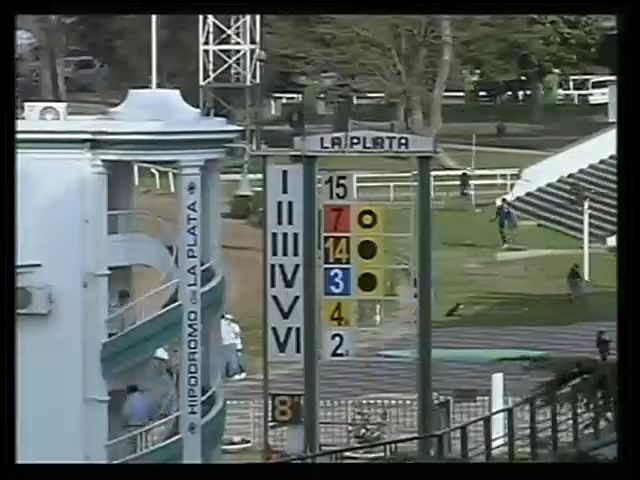 LA PLATA
I 15
II 7
III 14
IV 3
V 4
VI 2
8
HIPODROMO DE LA PLATA